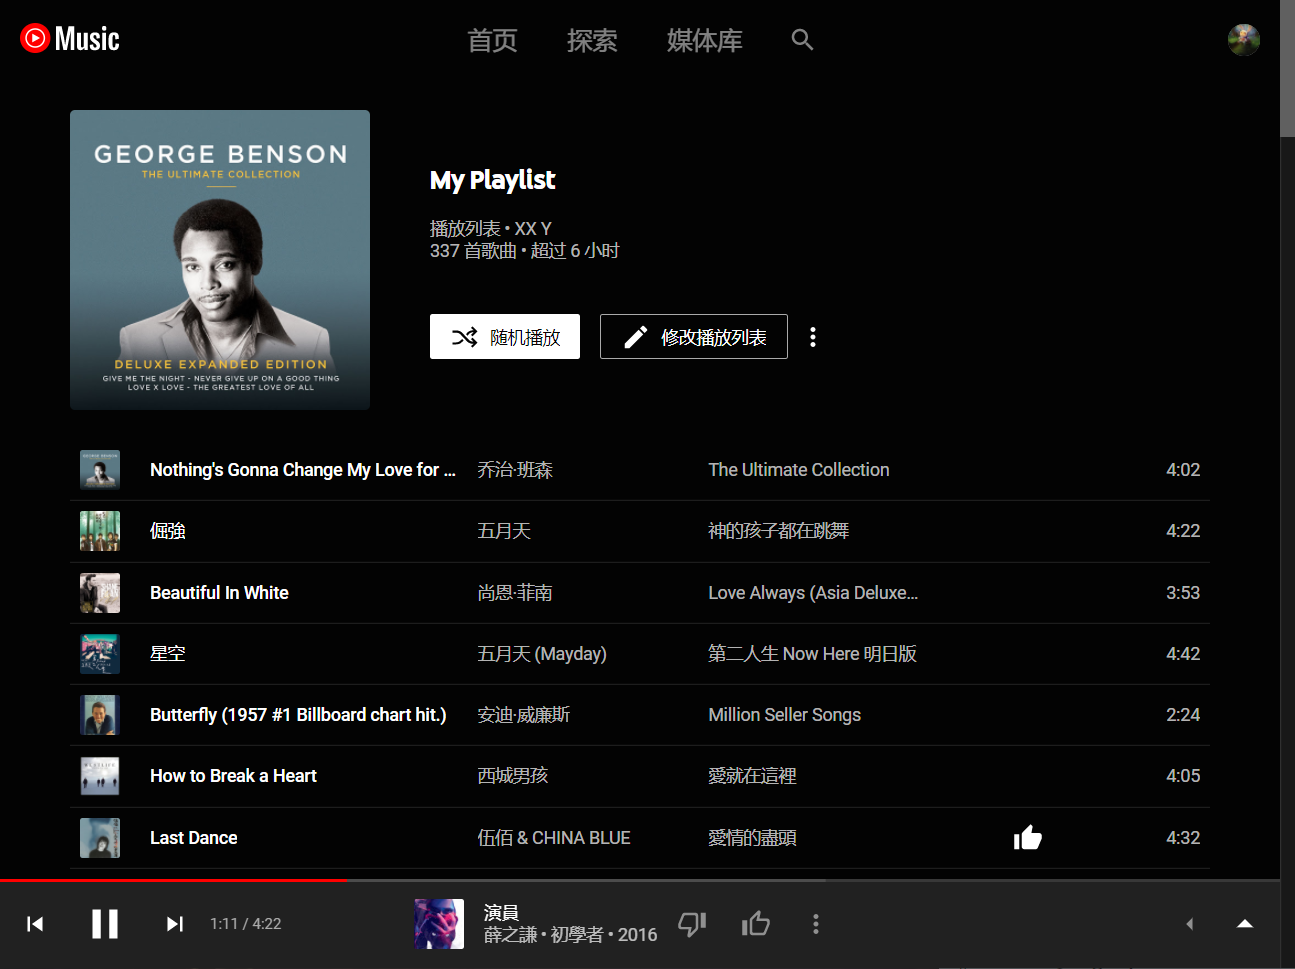 Music
首页
探索
媒体库
GEORGE BENSON
THE ULTIMATE COLLECTION
DELUXE EXPANDED EDITION
GIVE ME THE NIGHT - NEVER GIVE UP ON A GOOD THING
LOVE X LOVE - THE GREATEST LOVE OF ALL
My Playlist
播放列表 • XX Y
337 首歌曲 • 超过 6 小时
随机播放
修改播放列表
Nothing's Gonna Change My Love for ... 乔治·班森 The Ultimate Collection 4:02
倔強 五月天 神的孩子都在跳舞 4:22
Beautiful In White 尚恩·菲南 Love Always (Asia Deluxe... 3:53
星空 五月天 (Mayday) 第二人生 Now Here 明日版 4:42
Butterfly (1957 #1 Billboard chart hit.) 安迪·威廉斯 Million Seller Songs 2:24
How to Break a Heart 西城男孩 愛就在這裡 4:05
Last Dance 伍佰 & CHINA BLUE 愛情的盡頭 4:32
1:11 / 4:22
演員
薛之謙 • 初學者 • 2016